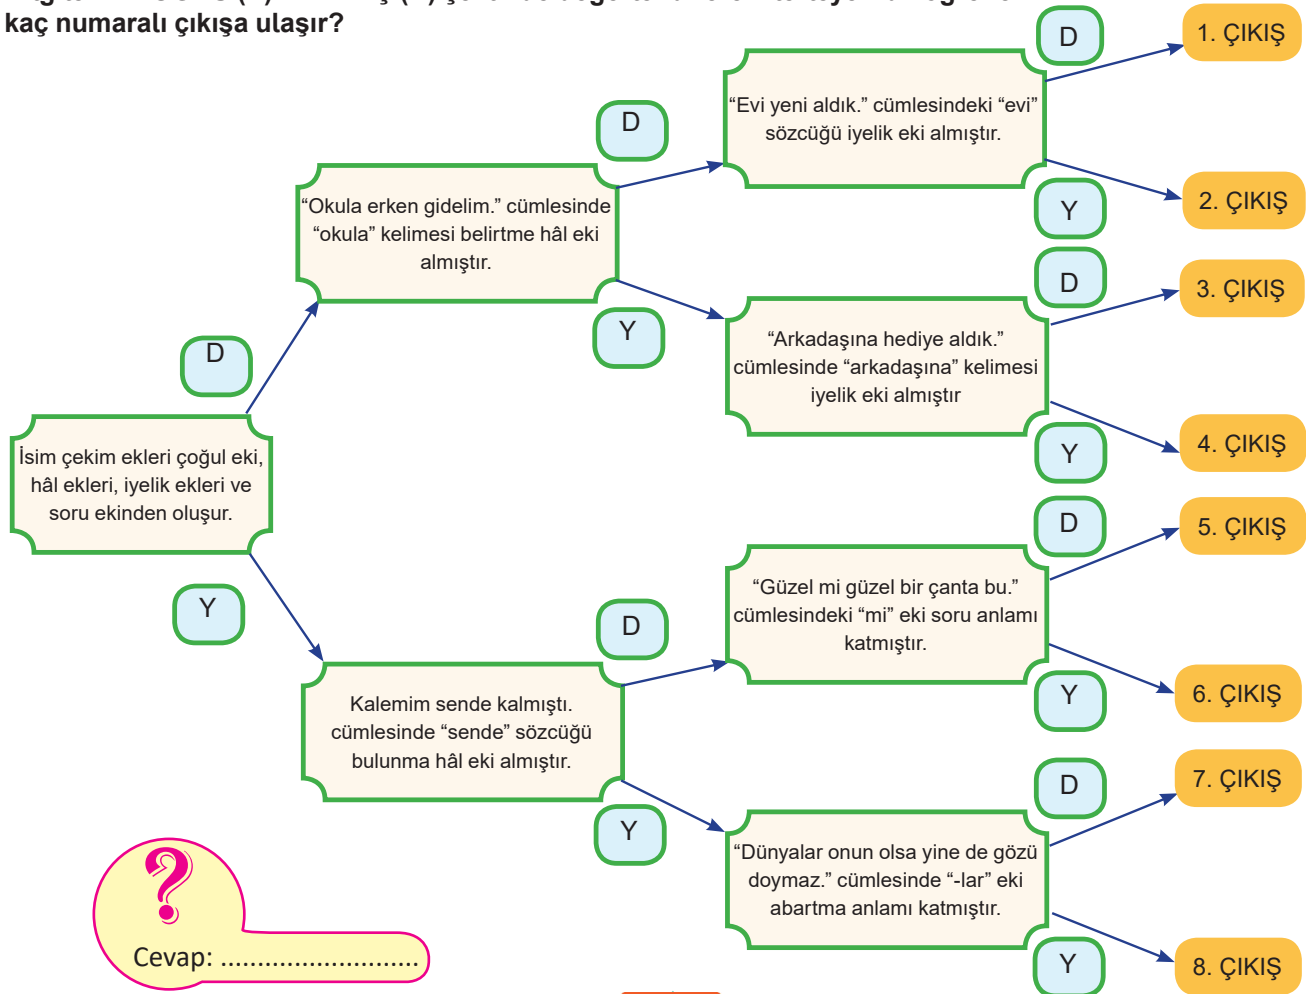 kaç numaralı çıkışa ulaşır?
D
1. ÇIKIŞ
“Evi yeni aldık.” cümlesindeki “evi”
sözcüğü iyelik eki almıştır.
D
Y
2. ÇIKIŞ
“Okula erken gidelim.” cümlesinde
“okula” kelimesi belirtme hâl eki
almıştır.
D
3. ÇIKIŞ
Y
“Arkadaşına hediye aldık.”
cümlesinde “arkadaşına” kelimesi
iyelik eki almıştır
D
Y
4. ÇIKIŞ
İsim çekim ekleri çoğul eki,
hâl ekleri, iyelik ekleri ve
soru ekinden oluşur.
D
5. ÇIKIŞ
“Güzel mi güzel bir çanta bu.”
cümlesindeki “mi” eki soru anlamı
katmıştır.
Y
D
Y
6. ÇIKIŞ
Kalemim sende kalmıştı.
cümlesinde “sende” sözcüğü
bulunma hâl eki almıştır.
D
7. ÇIKIŞ
Y
“Dünyalar onun olsa yine de gözü
doymaz.” cümlesinde “-lar” eki
abartma anlamı katmıştır.
Y
8. ÇIKIŞ
?
Cevap: ...........................